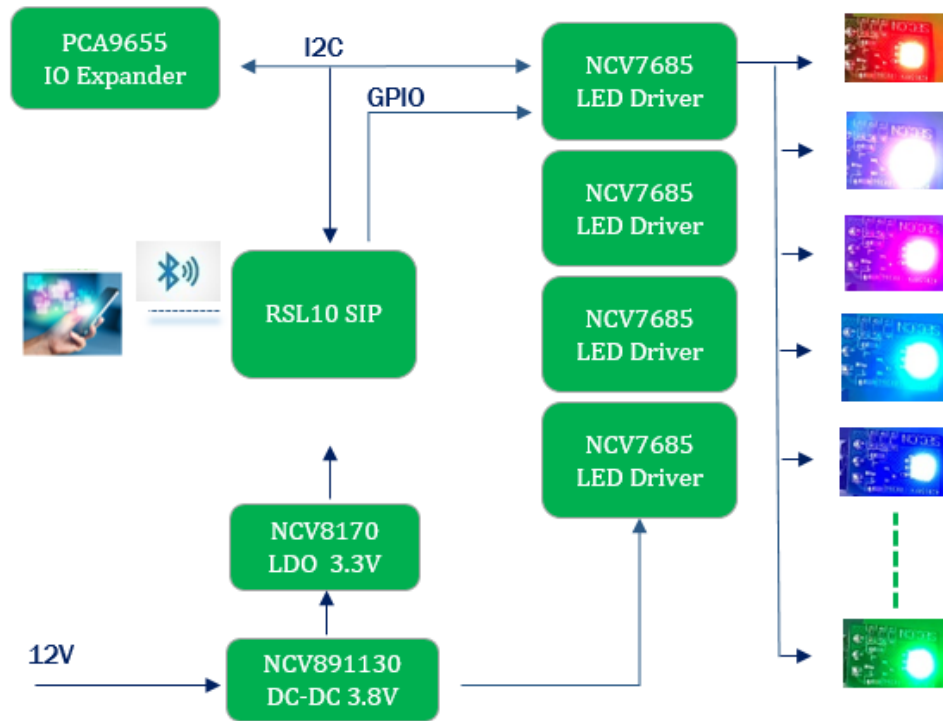 PCA9655
IO Expander
I2C
GPIO
NCV7685
LED Driver
NCV7685
LED Driver
NCV7685
LED Driver
NCV7685
LED Driver
RSL10 SIP
NCV8170
LDO 3.3V
12V
NCV891130
DC-DC 3.8V